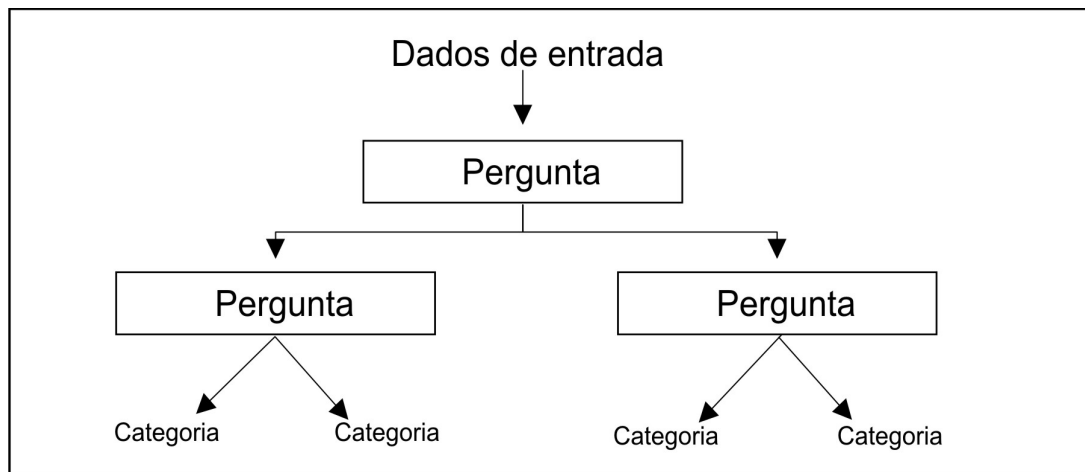 Dados de entrada
Pergunta
Pergunta
Pergunta
Categoria
Categoria
Categoria
Categoria